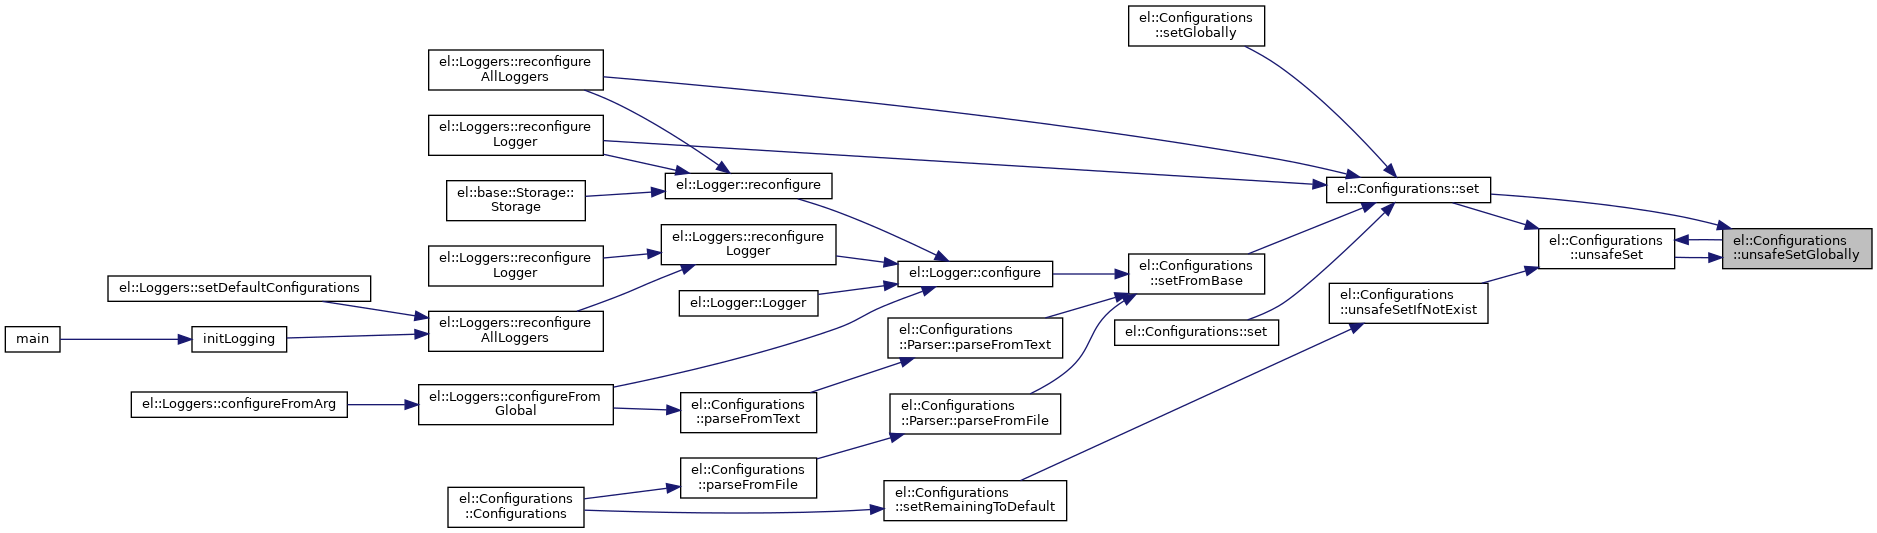 el::Configurations
::setGlobally
el::Loggers::reconfigure
AllLoggers
el::Loggers::reconfigure
Logger
el::Logger::reconfigure
el::Configurations::set
el::base::Storage::
Storage
el::Loggers::reconfigure
Logger
el::Configurations
::unsafeSet
el::Configurations
::unsafeSetGlobally
el::Loggers::reconfigure
Logger
el::Logger::configure
el::Configurations
::setFromBase
el::Loggers::setDefaultConfigurations
el::Logger::Logger
el::Configurations
::unsafeSetIfNotExist
main
initLogging
el::Loggers::reconfigure
AllLoggers
el::Configurations
::Parser::parseFromText
el::Configurations::set
el::Loggers::configureFromArg
el::Loggers::configureFrom
Global
el::Configurations
::parseFromText
el::Configurations
::Parser::parseFromFile
el::Configurations
::parseFromFile
el::Configurations
::Configurations
el::Configurations
::setRemainingToDefault